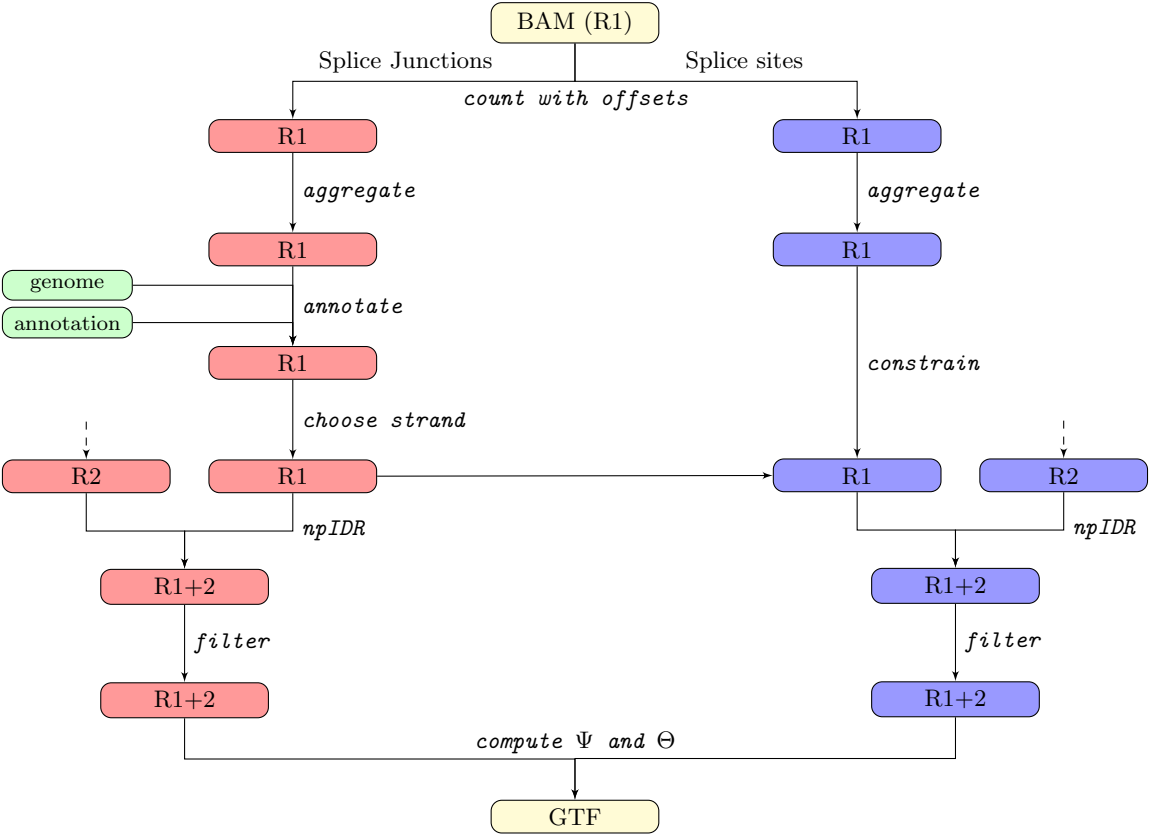 BAM (R1)
Splice Junctions
Splice sites
count with offsets
R1
R1
aggregate
aggregate
R1
R1
genome
annotate
annotation
R1
constrain
choose strand
R2
R1
R1
R2
npIDR
npIDR
R1+2
R1+2
filter
filter
R1+2
R1+2
compute Ψ and Θ
GTF